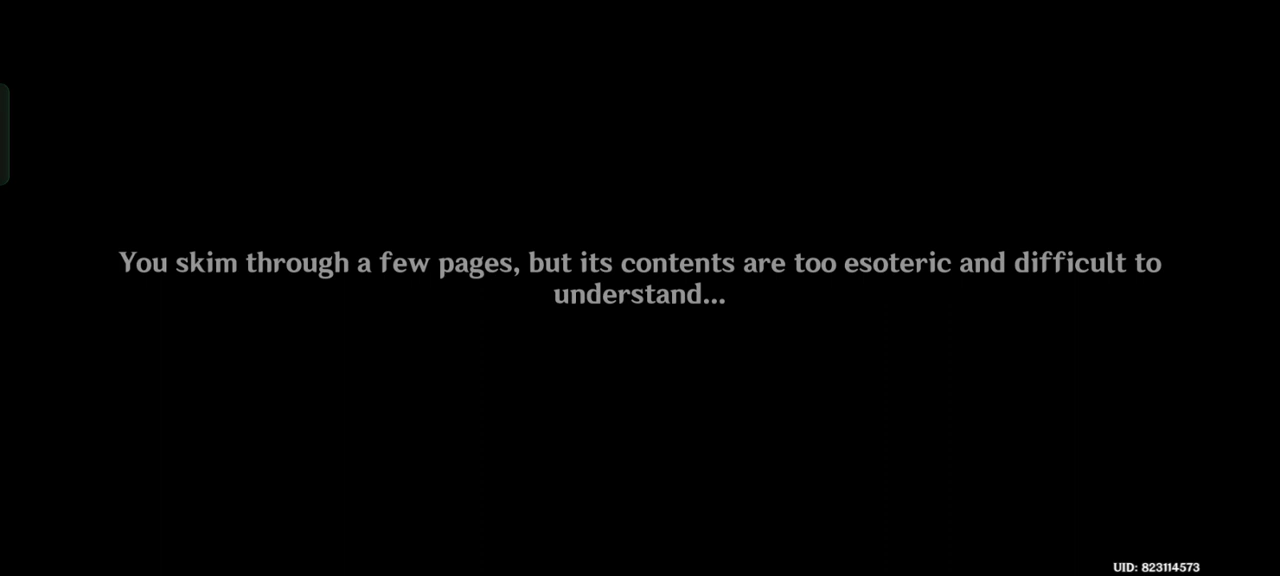 You skim through a few pages, but its contents are too esoteric and difficult to
understand...
UID: 823114573